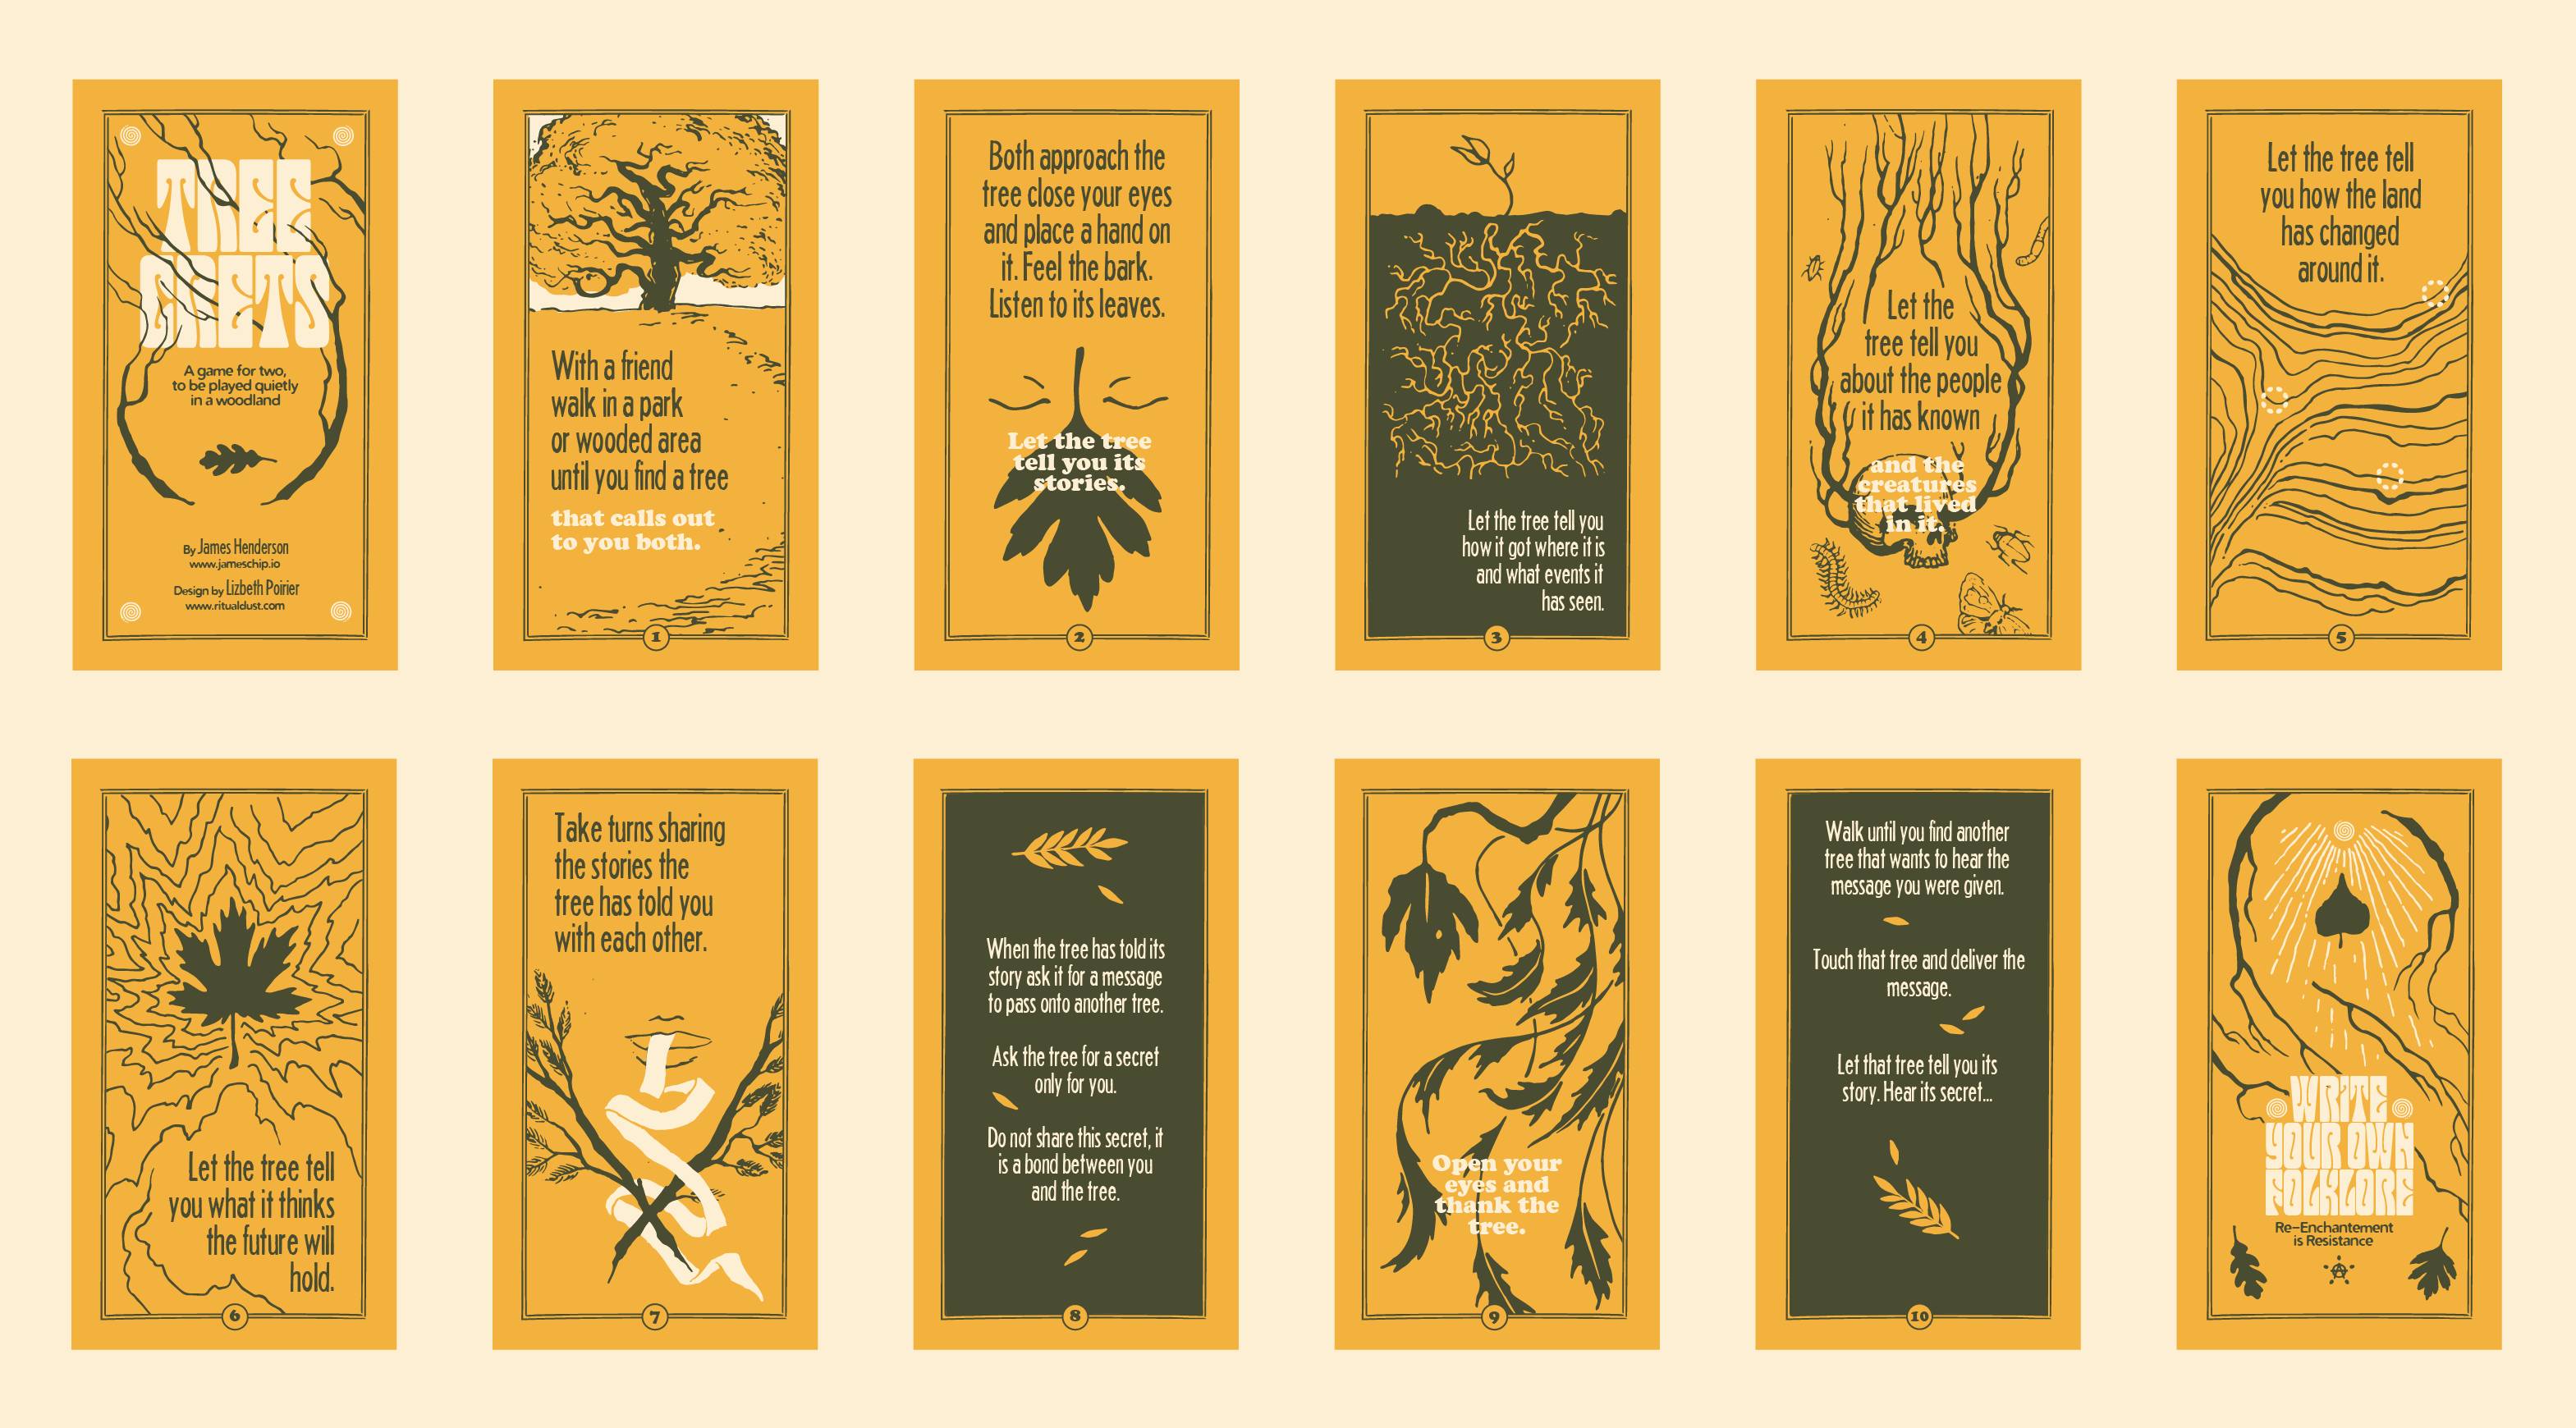 TREE
CRETS
A game for two,
to be played quietly
in a woodland
By James Henderson
www.jameschip.io
Design by Lizbeth Poirier
www.ritualdust.com
With a friend
walk in a park
or wooded area
until you find a tree
that calls out
to you both.
1
Both approach the
tree close your eyes
and place a hand on
it. Feel the bark.
Listen to its leaves.
Let the tree
tell you its
stories.
2
Let the tree tell you
how it got where it is
and what events it
has seen.
3
Let the
tree tell you
about the people
it has known
and the
creatures
that lived
in it.
4
Let the tree tell
you how the land
has changed
around it.
5
Let the tree tell
you what it thinks
the future will
hold.
6
Take turns sharing
the stories the
tree has told you
with each other.
7
When the tree has told its
story ask it for a message
to pass onto another tree.
Ask the tree for a secret
only for you.
Do not share this secret, it
is a bond between you
and the tree.
8
Open your
eyes and
thank the
tree.
9
Walk until you find another
tree that wants to hear the
message you were given.
Touch that tree and deliver the
message.
Let that tree tell you its
story. Hear its secret...
10
WRITE
YOUR OWN
FOLKLORE
Re-Enchantement
is Resistance